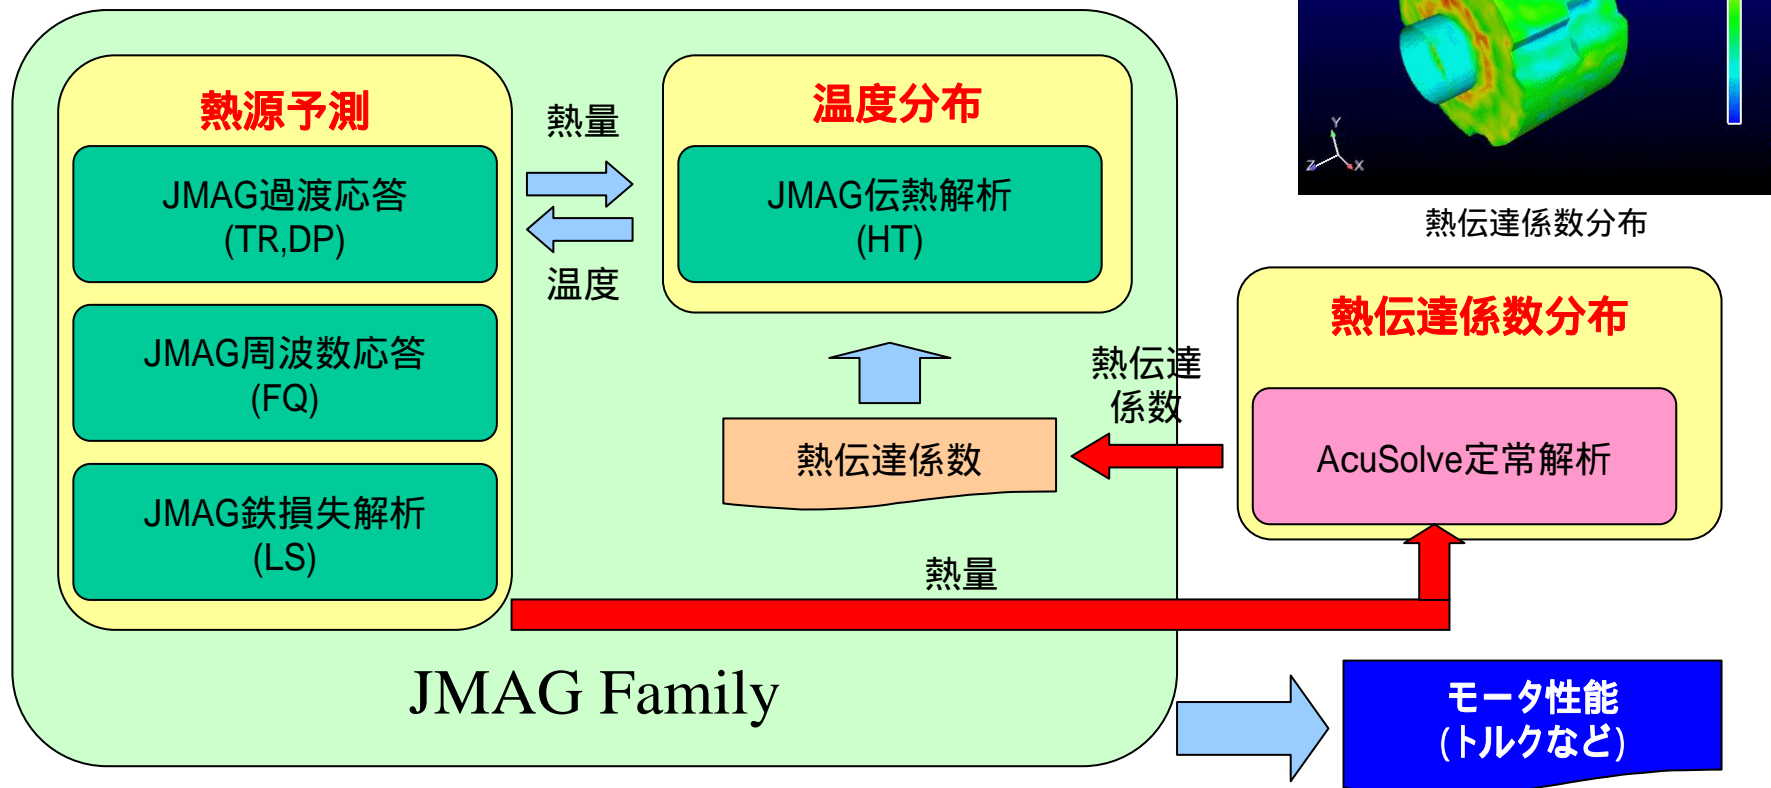 熱源予測
JMAG過渡応答
(TR,DP)
JMAG周波数応答
(FQ)
JMAG鉄損失解析
(LS)
熱量
温度
温度分布
JMAG伝熱解析
(HT)
熱伝達係数
熱伝達
係数
熱量
JMAG Family
Y
Z
X
熱伝達係数分布
熱伝達係数分布
AcuSolve定常解析
モータ性能
(トルクなど)